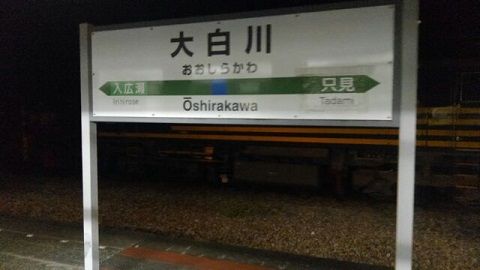 大白川
おおしらかわ
入広瀬
只見
Irihirose
Ōshirakawa
Tadami